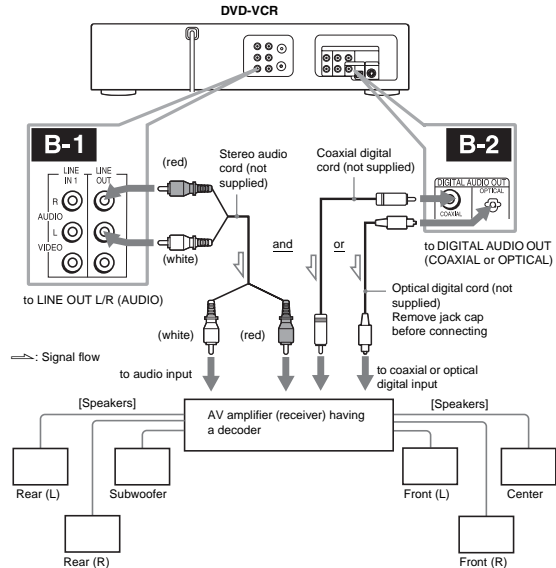 DVD-VCR
B-1
LINE IN 1
LINE OUT
R
AUDIO
L
VIDEO
to LINE OUT L/R (AUDIO)
(red)
Stereo audio
cord (not
supplied)
(white)
and
Coaxial digital
cord (not supplied)
or
B-2
DIGITAL AUDIO OUT
OPTICAL
COAXIAL
to DIGITAL AUDIO OUT
(COAXIAL or OPTICAL)
Optical digital cord (not
supplied)
Remove jack cap
before connecting
(white)
(red)
: Signal flow
to audio input
to coaxial or optical
digital input
[Speakers]
[Speakers]
AV amplifier (receiver) having
a decoder
Rear (L)
Subwoofer
Front (L)
Center
Rear (R)
Front (R)